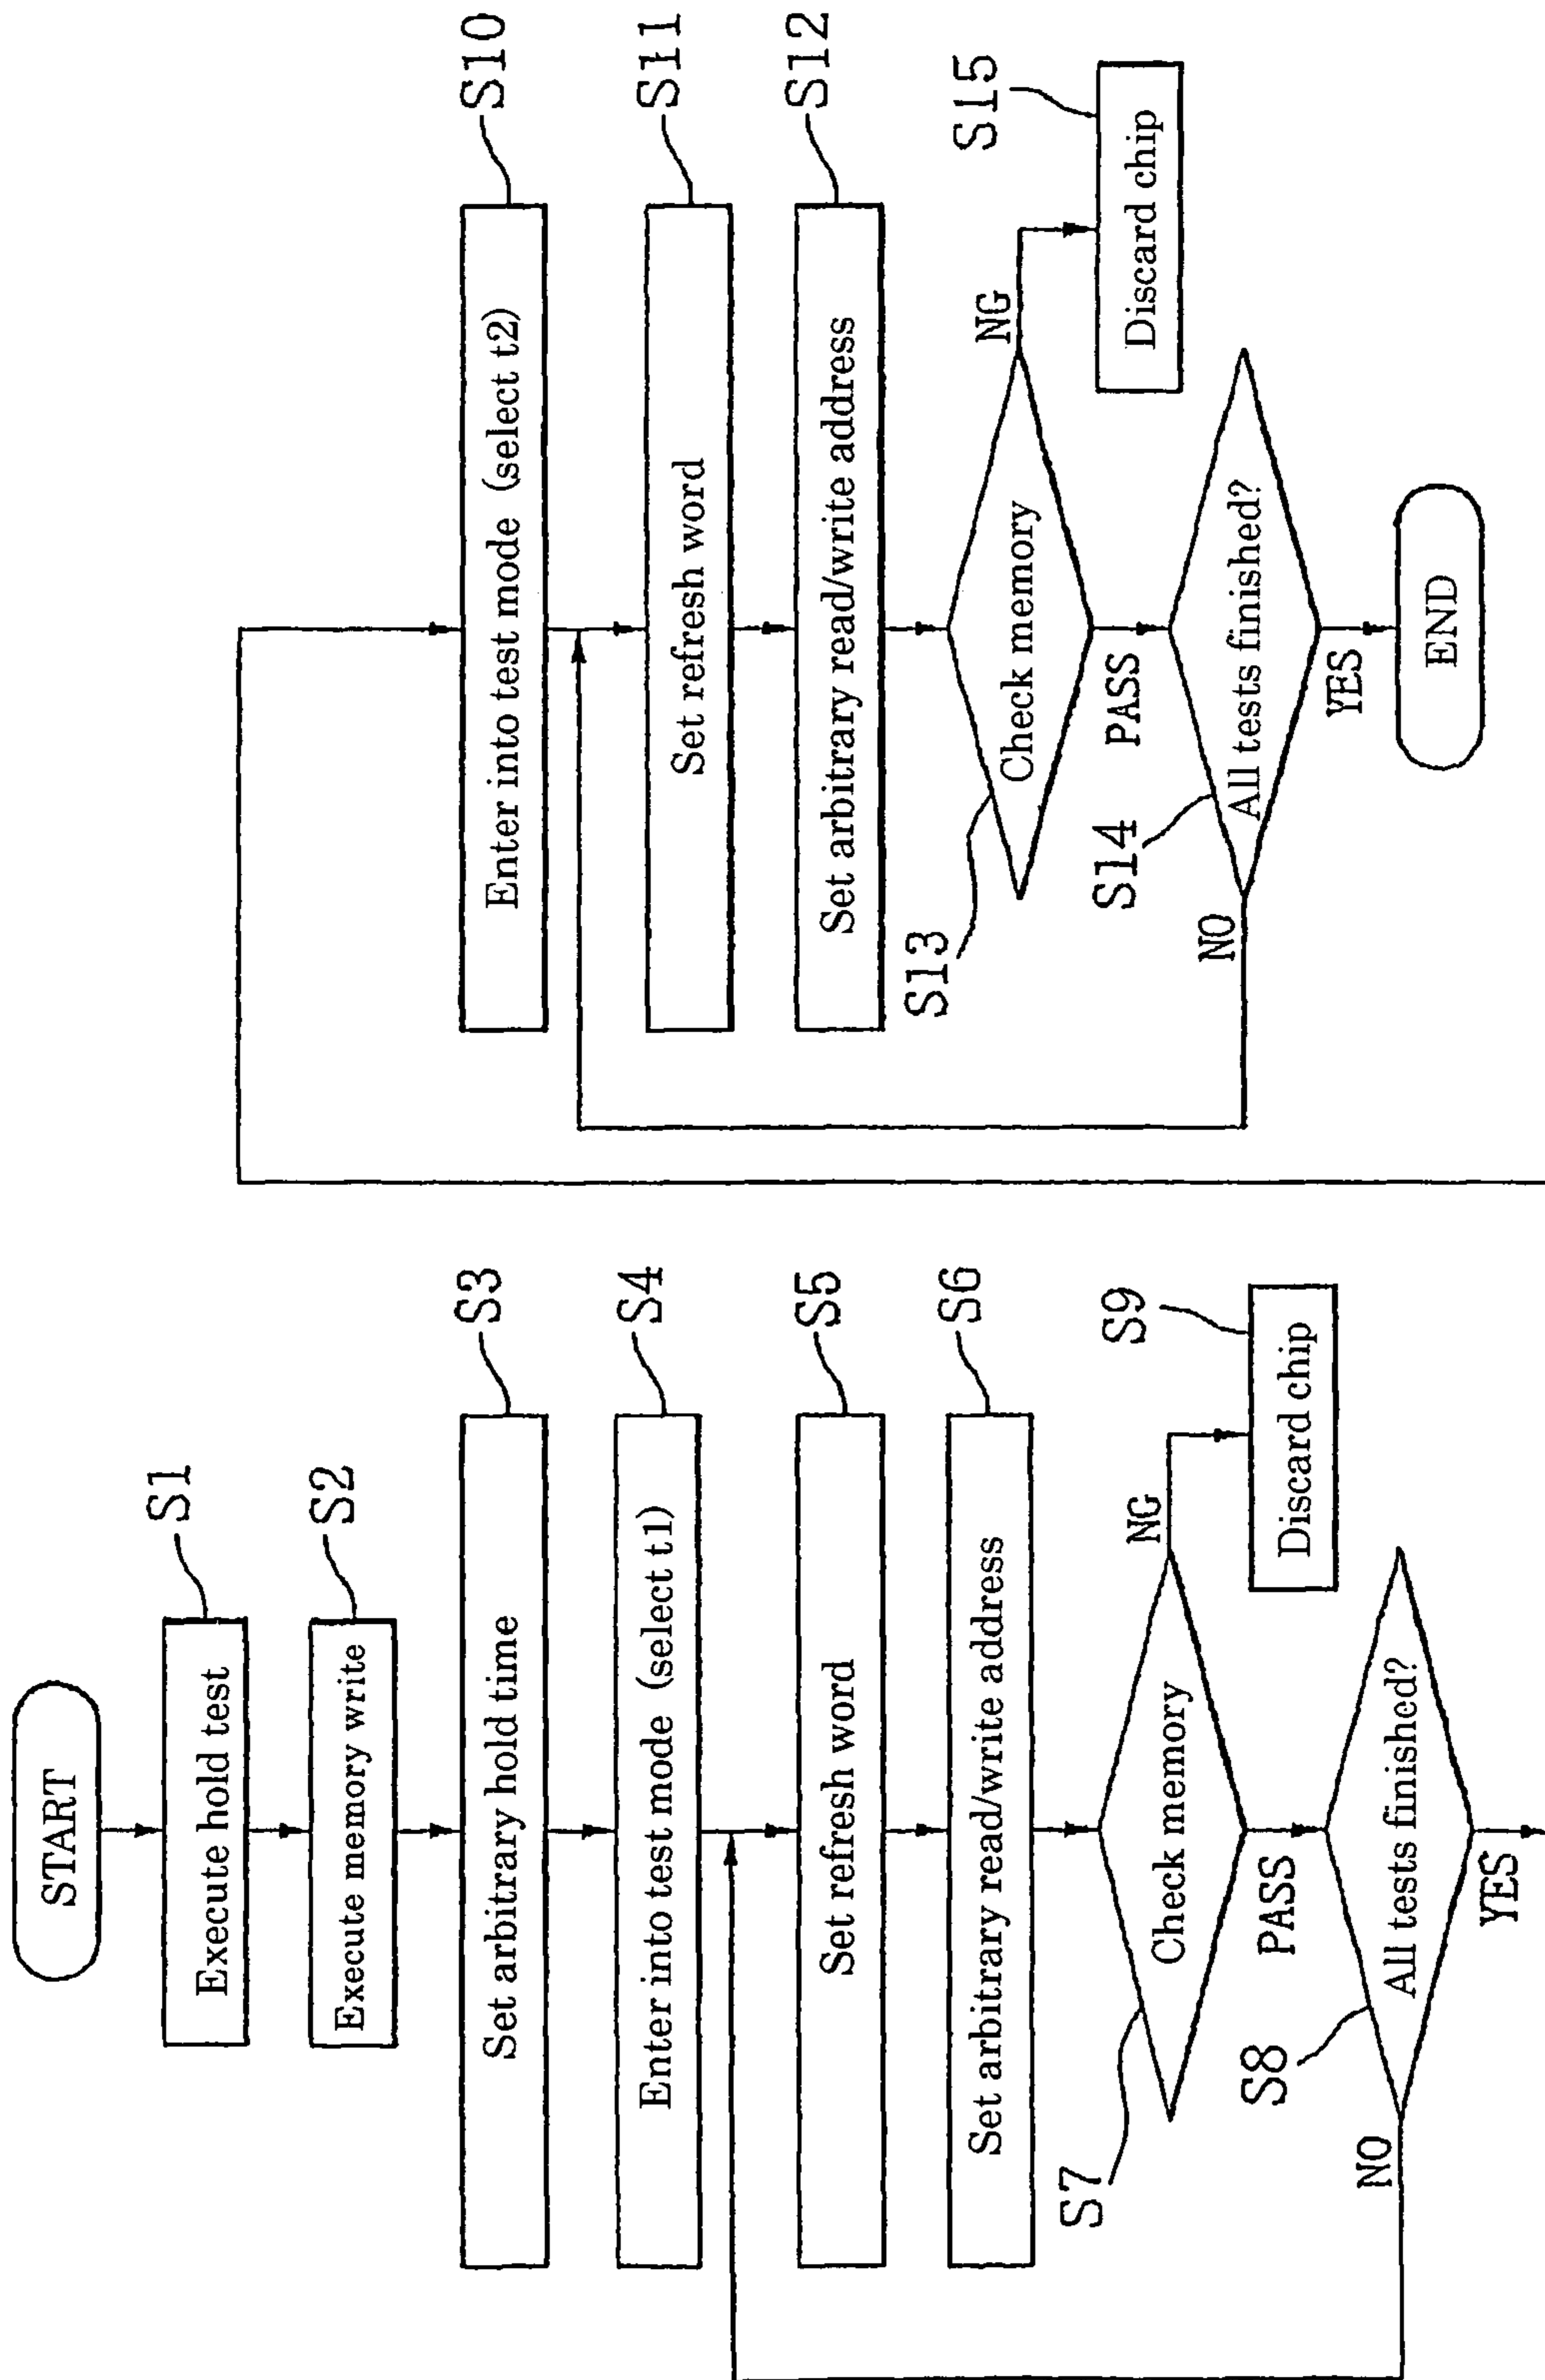 START
Execute hold test
S1
Execute memory write
S2
Set arbitrary hold time
S3
Enter into test mode (select t1)
S4
Set refresh word
S5
Set arbitrary read/write address
S6
Check memory
S7
NG
Discard chip
S9
PASS
All tests finished?
S8
NO
YES
Enter into test mode (select t2)
S10
Set refresh word
S11
Set arbitrary read/write address
S12
Check memory
S13
NG
Discard chip
S15
PASS
All tests finished?
S14
NO
YES
END